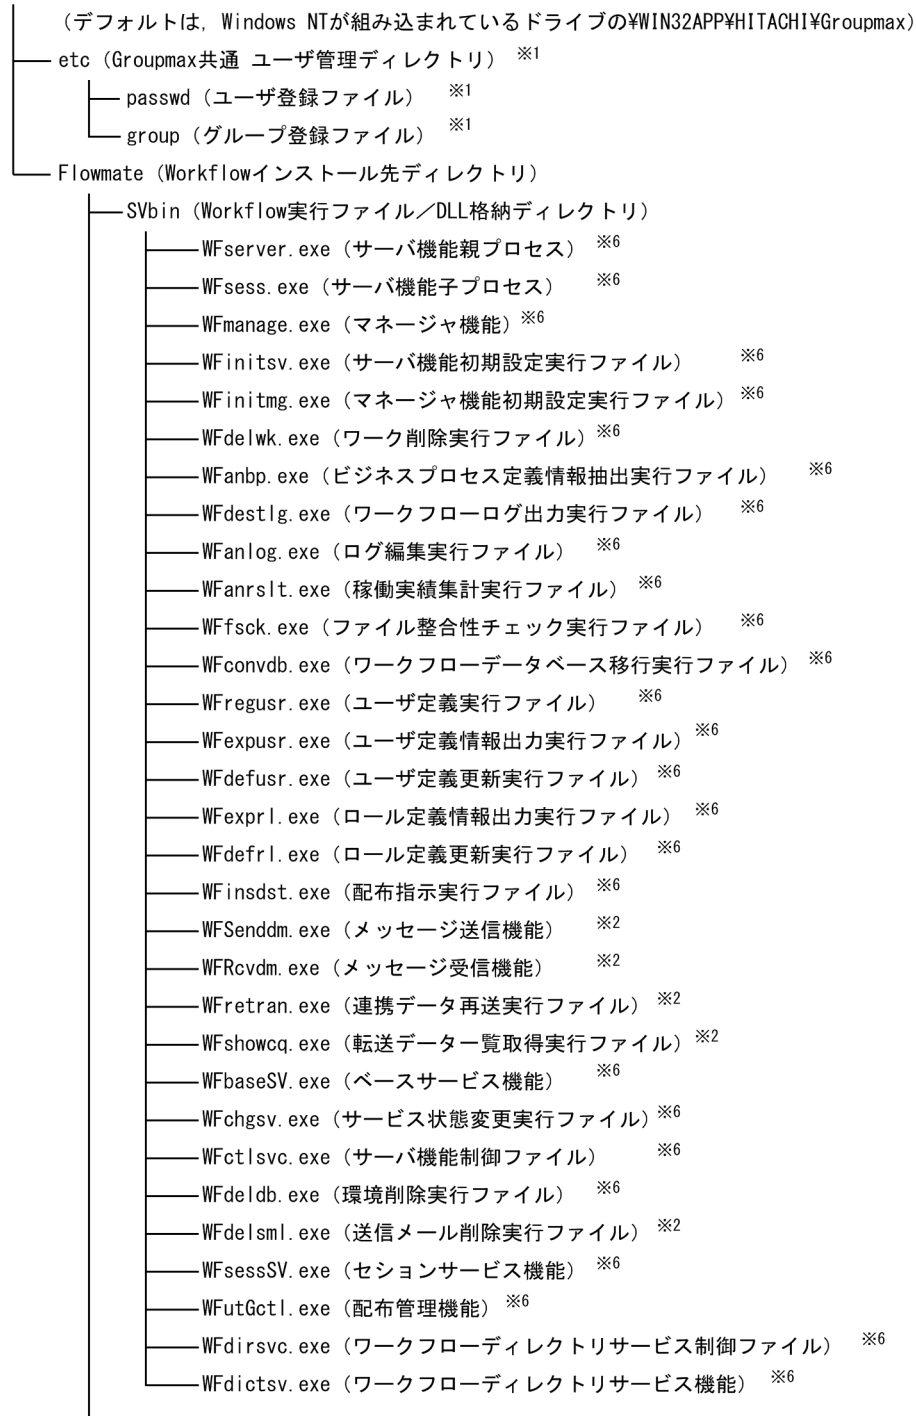 （デフォルトは，Windows NTが組み込まれているドライブの¥WIN32APP¥HITACHI¥Groupmax）
etc（Groupmax共通 ユーザ管理ディレクトリ） ※1
passwd（ユーザ登録ファイル） ※1
group（グループ登録ファイル） ※1
Flowmate（Workflowインストール先ディレクトリ）
SVbin（Workflow実行ファイル／DLL格納ディレクトリ）
WFserver.exe（サーバ機能親プロセス） ※6
WFsess.exe（サーバ機能子プロセス） ※6
WFmanage.exe（マネージャ機能）※6
WFinitsv.exe（サーバ機能初期設定実行ファイル） ※6
WFinitmg.exe（マネージャ機能初期設定実行ファイル）※6
WFdelwk.exe（ワーク削除実行ファイル）※6
WFanbp.exe（ビジネスプロセス定義情報抽出実行ファイル） ※6
WFdestlg.exe（ワークフローログ出力実行ファイル） ※6
WFanlog.exe（ログ編集実行ファイル） ※6
WFanrslt.exe（稼働実績集計実行ファイル） ※6
WFfsck.exe（ファイル整合性チェック実行ファイル） ※6
WFconvdb.exe（ワークフローデータベース移行実行ファイル） ※6
WFregusr.exe（ユーザ定義実行ファイル） ※6
WFexpusr.exe（ユーザ定義情報出力実行ファイル）※6
WFdefusr.exe（ユーザ定義更新実行ファイル）※6
WFexprl.exe（ロール定義情報出力実行ファイル） ※6
WFdefrl.exe（ロール定義更新実行ファイル） ※6
WFinsdst.exe（配布指示実行ファイル） ※6
WFSenddm.exe（メッセージ送信機能） ※2
WFRcvdm.exe（メッセージ受信機能） ※2
WFretran.exe（連携データ再送実行ファイル）※2
WFshowcq.exe（転送データ一覧取得実行ファイル）※2
WFbaseSV.exe（ベースサービス機能） ※6
WFchgsv.exe（サービス状態変更実行ファイル）※6
WFctlsvc.exe（サーバ機能制御ファイル） ※6
WFdeldb.exe（環境削除実行ファイル） ※6
WFdelsml.exe（送信メール削除実行ファイル）※2
WFsessSV.exe（セションサービス機能） ※6
WFutGctl.exe（配布管理機能）※6
WFdirsvc.exe（ワークフローディレクトリサービス制御ファイル） ※6
WFdictsv.exe（ワークフローディレクトリサービス機能） ※6